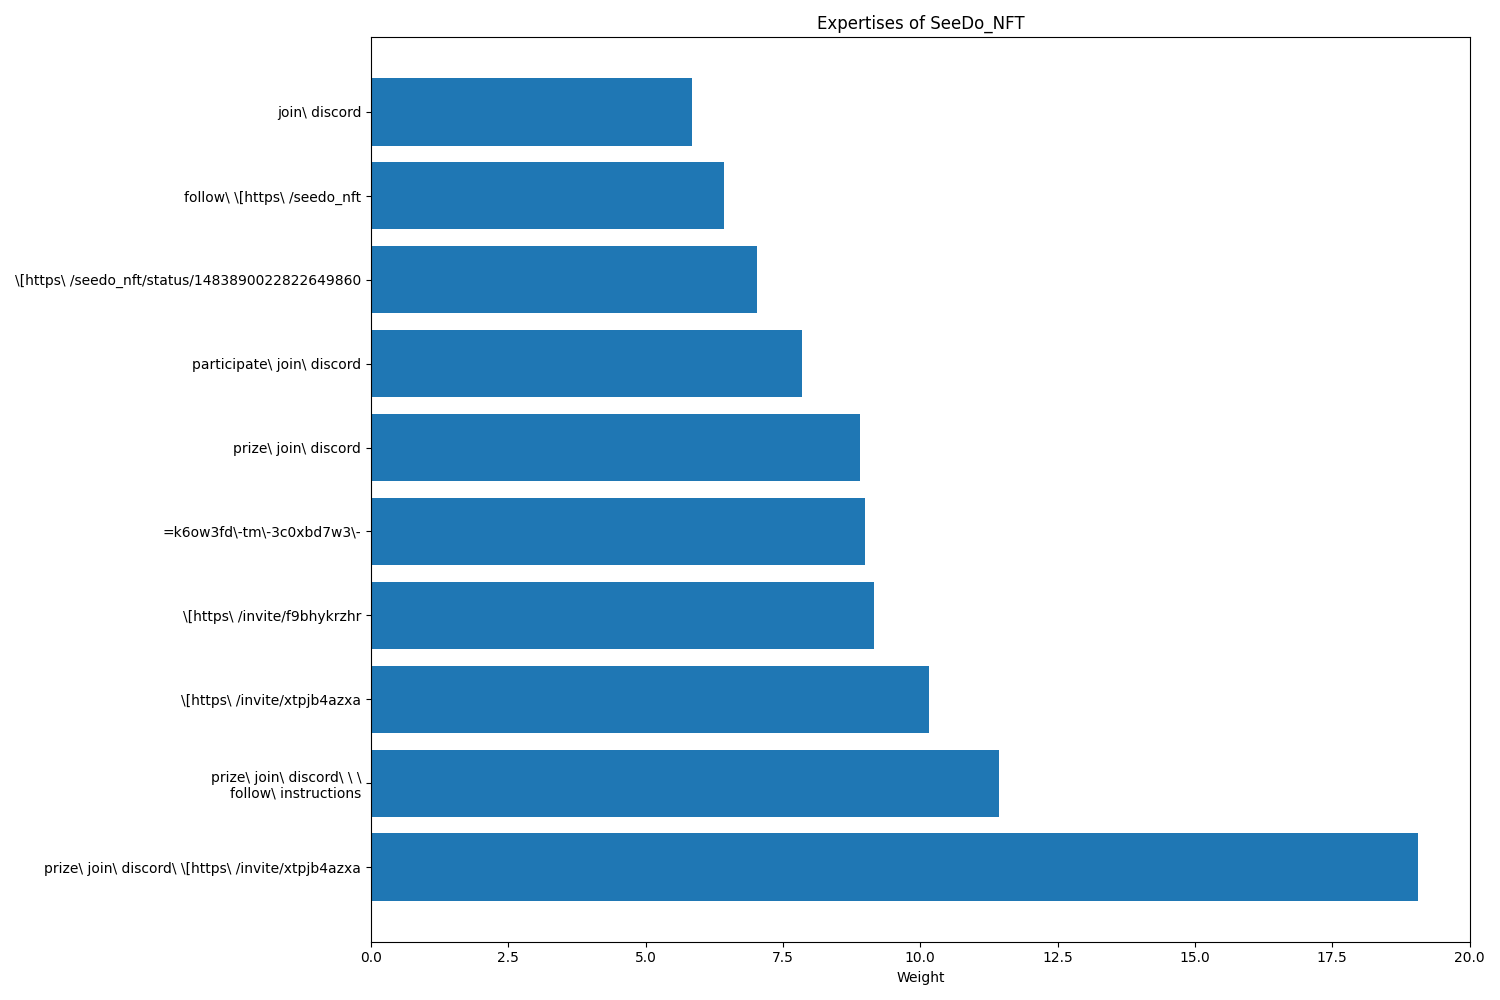 Expertises of SeeDo_NFT
join\ discord
follow\ \[https\ /seedo_nft
\[https\ /seedo_nft/status/1483890022822649860
participate\ join\ discord
prize\ join\ discord
=k6ow3fd\-tm\-3c0xbd7w3\-
\[https\ /invite/f9bhykrzhr
\[https\ /invite/xtpjb4azxa
prize\ join\ discord\ \ \
follow\ instructions
prize\ join\ discord\ \[https\ /invite/xtpjb4azxa
0.0 2.5 5.0 7.5 10.0 12.5 15.0 17.5 20.0
Weight